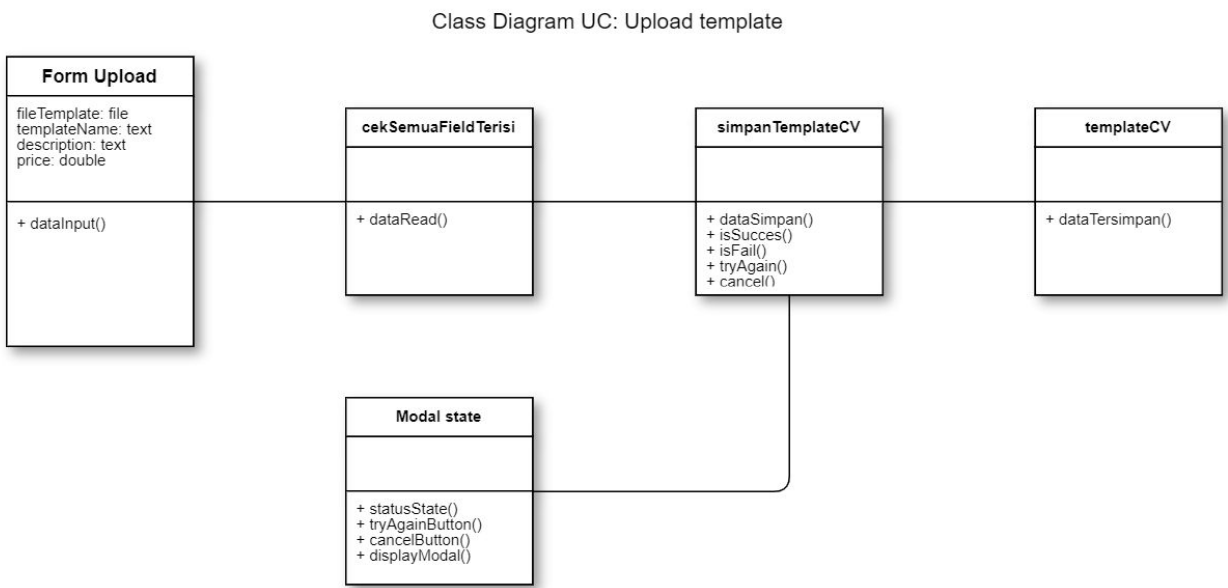 Class Diagram UC: Upload template
Form Upload
fileTemplate: file
templateName: text
description: text
price: double
+ dataInput()
cekSemuaFieldTerisi
+ dataRead()
simpanTemplateCV
+ dataSimpan()
+ isSucces()
+ isFail()
+ tryAgain()
+ cancel()
templateCV
+ dataTersimpan()
Modal state
+ statusState()
+ tryAgainButton()
+ cancelButton()
+ displayModal()